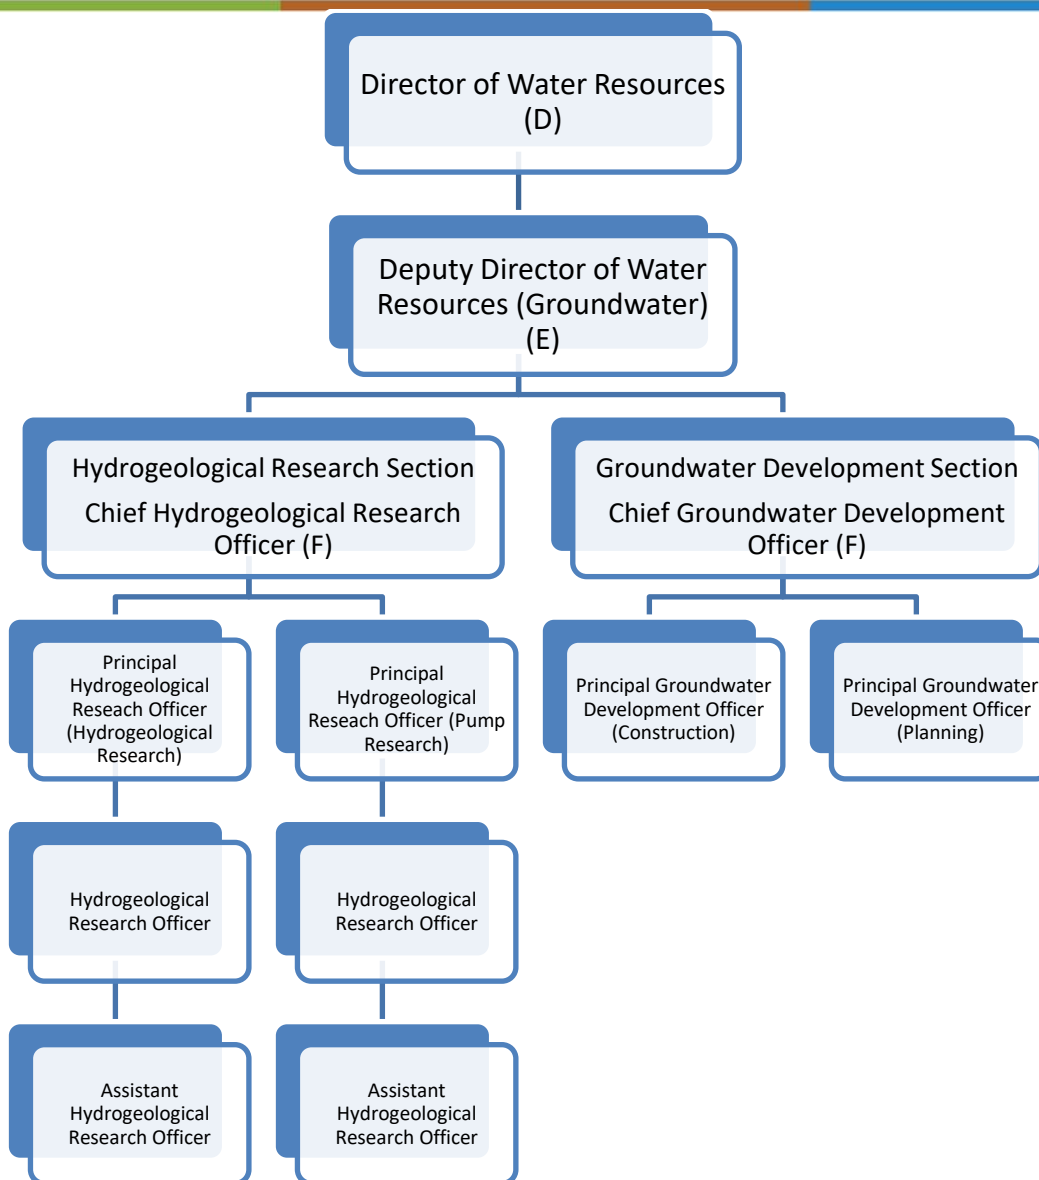 Director of Water Resources
(D)
Deputy Director of Water
Resources (Groundwater)
(E)
Hydrogeological Research Section
Chief Hydrogeological Research
Officer (F)
Groundwater Development Section
Chief Groundwater Development
Officer (F)
Principal
Hydrogeological
Reseach Officer
(Hydrogeological
Research)
Principal
Hydrogeological
Reseach Officer (Pump
Research)
Principal Groundwater
Development Officer
(Construction)
Principal Groundwater
Development Officer
(Planning)
Hydrogeological
Research Officer
Hydrogeological
Research Officer
Assistant
Hydrogeological
Research Officer
Assistant
Hydrogeological
Research Officer